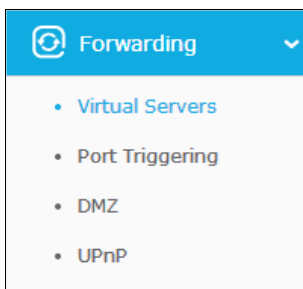 Forwarding
• Virtual Servers
• Port Triggering
• DMZ
• UPnP